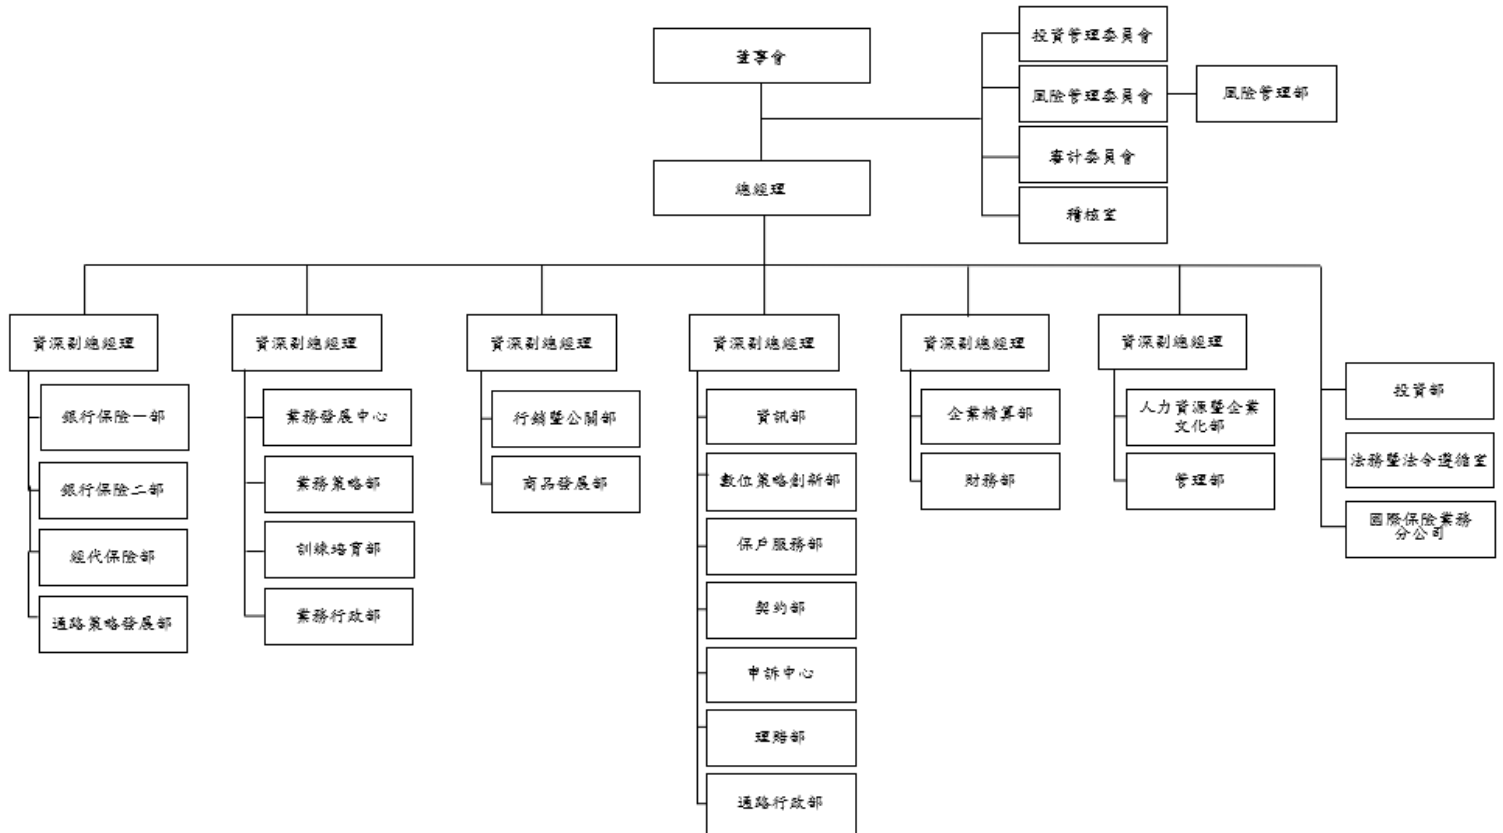 董事會
投資管理委員會
風險管理委員會
風險管理部
審計委員會
總經理
稽核室
資深副總經理
資深副總經理
資深副總經理
資深副總經理
資深副總經理
資深副總經理
銀行保險一部
銀行保險二部
經代保險部
通路策略發展部
業務發展中心
業務策略部
訓練培育部
業務行政部
行銷暨公關部
商品發展部
資訊部
數位策略創新部
保戶服務部
契約部
申訴中心
理賠部
通路行政部
企業精算部
財務部
人力資源暨企業
文化部
管理部
投資部
法務暨法令遵循室
國際保險業務
分公司